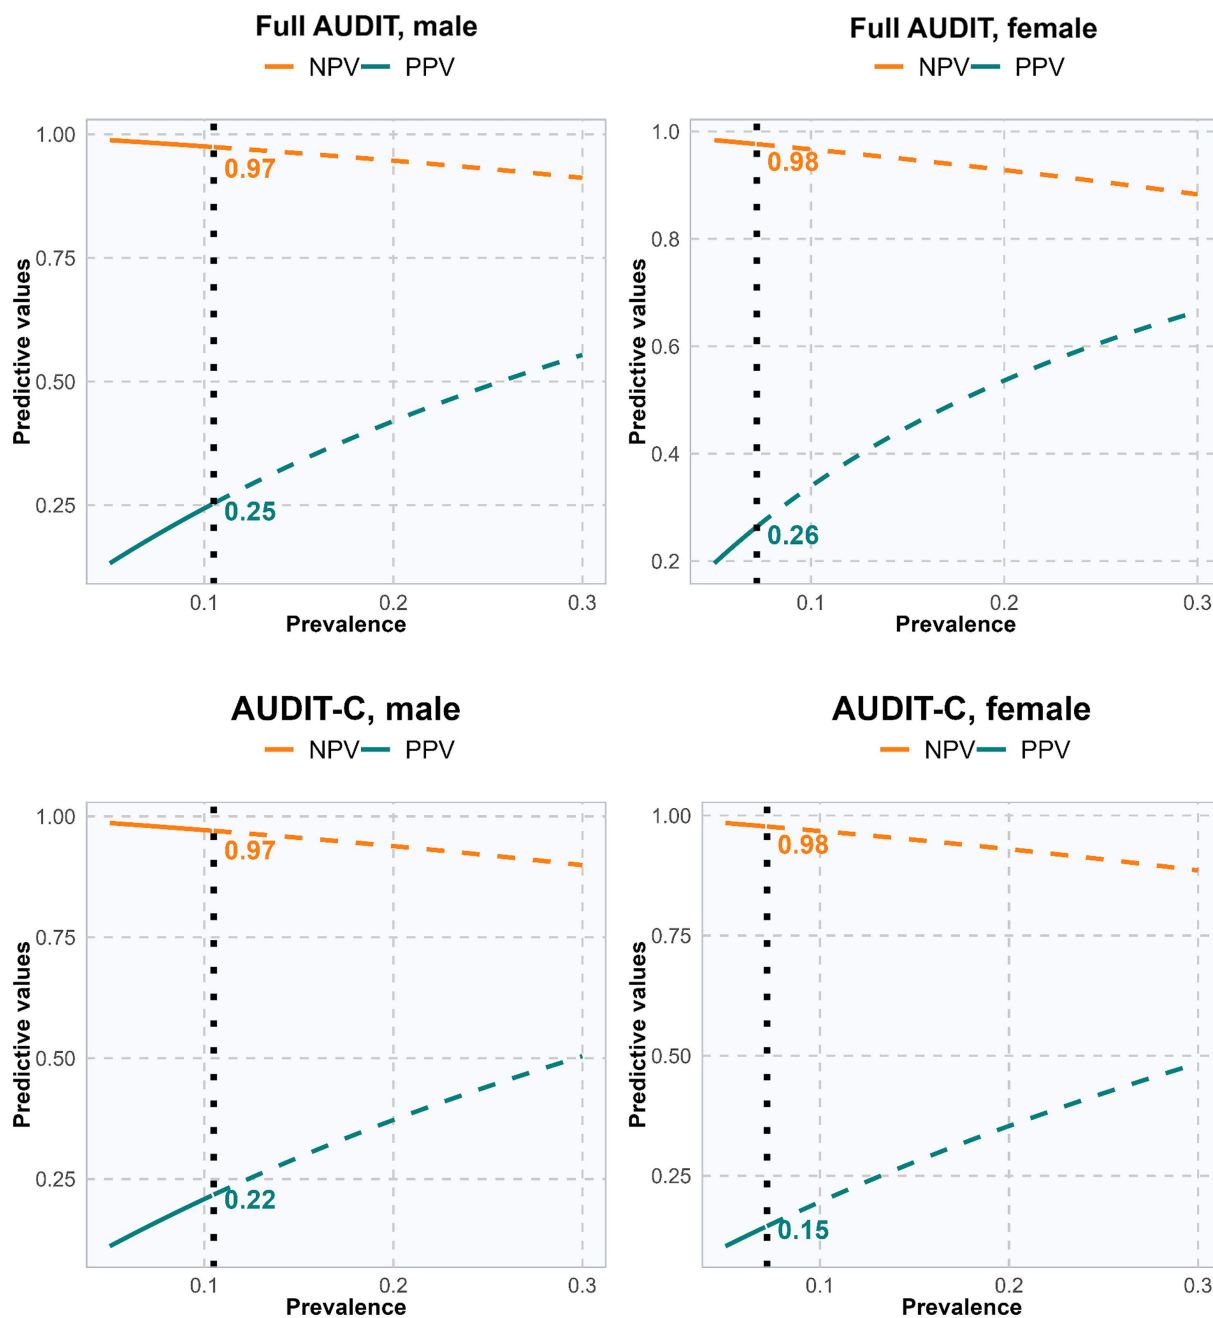 Full AUDIT, male
NPV PPV
1.00
0.75
0.50
0.25
Predictive values
0.97
0.25
0.1 0.2 0.3
Prevalence
Full AUDIT, female
NPV PPV
1.0
0.8
0.6
0.4
0.2
Predictive values
0.98
0.26
0.1 0.2 0.3
Prevalence
AUDIT-C, male
NPV PPV
1.00
0.75
0.50
0.25
Predictive values
0.97
0.22
0.1 0.2 0.3
Prevalence
AUDIT-C, female
NPV PPV
1.00
0.75
0.50
0.25
Predictive values
0.98
0.15
0.1 0.2 0.3
Prevalence